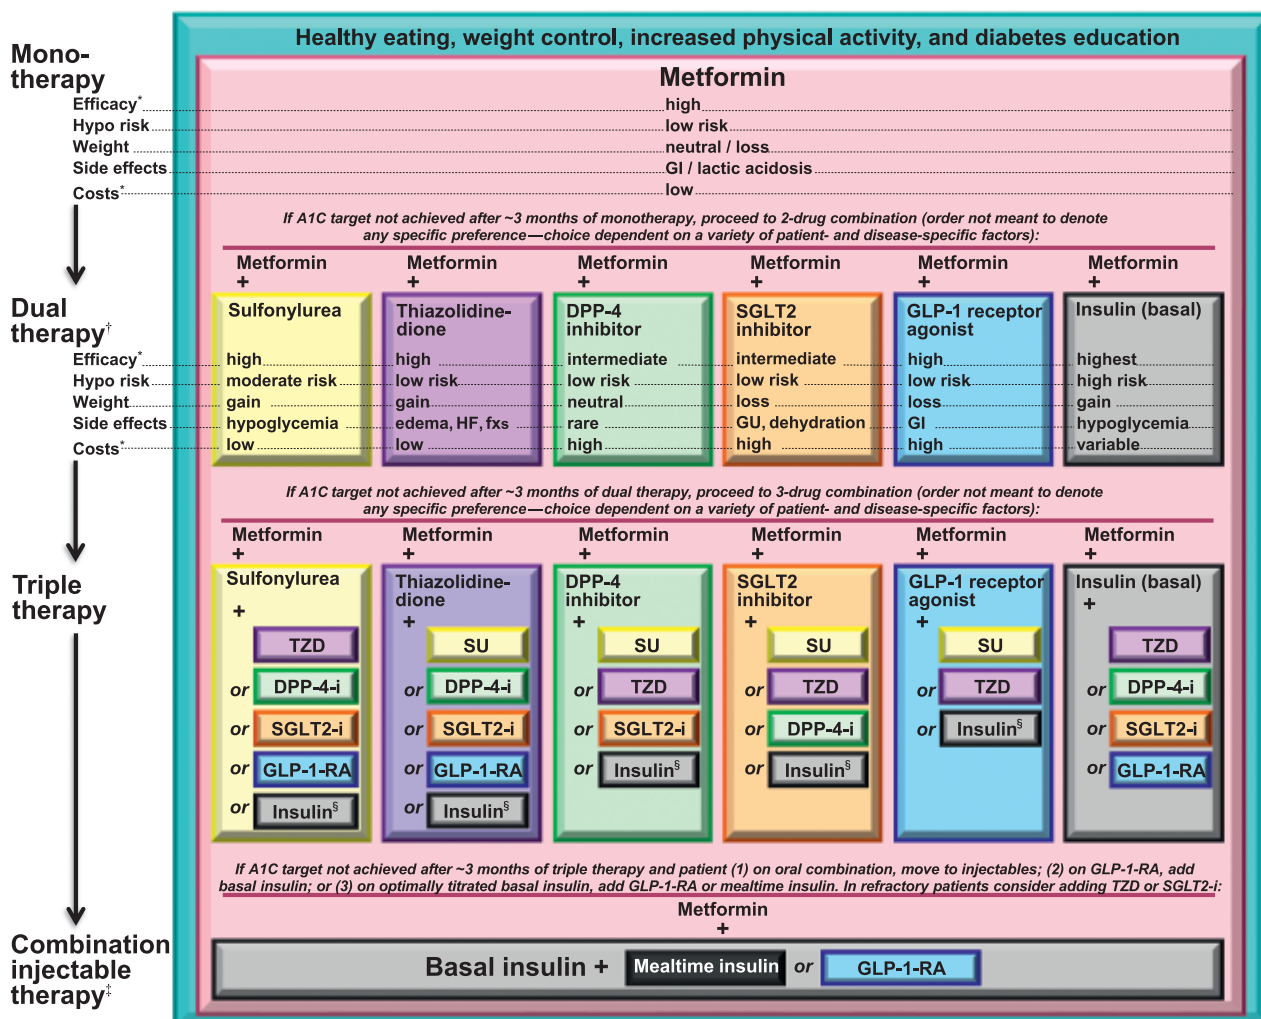 Healthy eating, weight control, increased physical activity, and diabetes education
Mono-
therapy
Metformin
Efficacy* high
Hypo risk low risk
Weight neutral / loss
Side effects GI / lactic acidosis
Costs* low
If A1C target not achieved after ~3 months of monotherapy, proceed to 2-drug combination (order not meant to denote
any specific preference—choice dependent on a variety of patient- and disease-specific factors):
Metformin Metformin Metformin Metformin Metformin Metformin
+ + + + + +
Dual
therapy†
Sulfonylurea Thiazolidine- DPP-4 SGLT2 GLP-1 receptor Insulin (basal)
dione inhibitor inhibitor agonist
Efficacy* high high intermediate intermediate high highest
Hypo risk moderate risk low risk low risk low risk low risk high risk
Weight gain gain neutral loss loss gain
Side effects hypoglycemia edema, HF, fxs rare GU, dehydration GI hypoglycemia
Costs* low low high high high variable
If A1C target not achieved after ~3 months of dual therapy, proceed to 3-drug combination (order not meant to denote
any specific preference—choice dependent on a variety of patient- and disease-specific factors):
Metformin Metformin Metformin Metformin Metformin Metformin
+ + + + + +
Triple
therapy
Sulfonylurea Thiazolidine- DPP-4 SGLT2 GLP-1 receptor Insulin (basal)
dione inhibitor inhibitor agonist
+ + + + + +
TZD SU SU SU SU TZD
or DPP-4-i or DPP-4-i or TZD or TZD or TZD or DPP-4-i
or SGLT2-i or SGLT2-i or SGLT2-i or DPP-4-i or Insulin§ or SGLT2-i
or GLP-1-RA or GLP-1-RA or Insulin§ or Insulin§ or GLP-1-RA
or Insulin§ or Insulin§
If A1C target not achieved after ~3 months of triple therapy and patient (1) on oral combination, move to injectables; (2) on GLP-1-RA, add
basal insulin; or (3) on optimally titrated basal insulin, add GLP-1-RA or mealtime insulin. In refractory patients consider adding TZD or SGLT2-i:
Metformin
+
Combination
injectable
therapy‡
Basal insulin + Mealtime insulin or GLP-1-RA